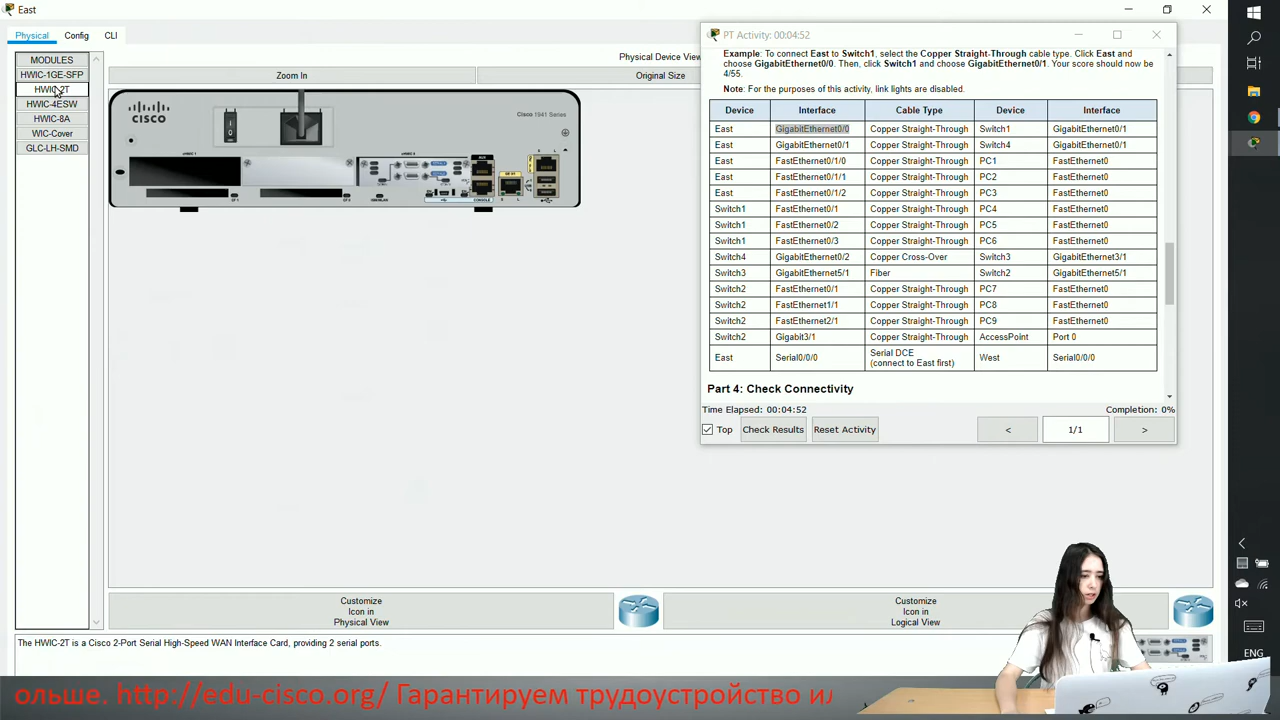 East
Physical
Config
CLI
MODULES
HWIC-1GE-SFP
HWIC-2T
HWIC-4ESW
HWIC-8A
WIC-Cover
GLC-LH-SMD
Physical Device View
Zoom In
Original Size
CISCO
Cisco 1941 Series
CONSOLE
Customize
Icon in
Physical View
Customize
Icon in
Logical View
The HWIC-2T is a Cisco 2-Port Serial High-Speed WAN Interface Card, providing 2 serial ports.
PT Activity: 00:04:52
Example: To connect East to Switch1, select the Copper Straight-Through cable type. Click East and
choose GigabitEthernet0/0. Then, click Switch1 and choose GigabitEthernet0/1. Your score should now be
4/55.
Note: For the purposes of this activity, link lights are disabled.
Device Interface Cable Type Device Interface
East GigabitEthernet0/0 Copper Straight-Through Switch1 GigabitEthernet0/1
East GigabitEthernet0/1 Copper Straight-Through Switch4 GigabitEthernet0/1
East FastEthernet0/1/0 Copper Straight-Through PC1 FastEthernet0
East FastEthernet0/1/1 Copper Straight-Through PC2 FastEthernet0
East FastEthernet0/1/2 Copper Straight-Through PC3 FastEthernet0
Switch1 FastEthernet0/1 Copper Straight-Through PC4 FastEthernet0
Switch1 FastEthernet0/2 Copper Straight-Through PC5 FastEthernet0
Switch1 FastEthernet0/3 Copper Straight-Through PC6 FastEthernet0
Switch4 GigabitEthernet0/2 Copper Cross-Over Switch3 GigabitEthernet3/1
Switch3 GigabitEthernet5/1 Fiber Switch2 GigabitEthernet5/1
Switch2 FastEthernet0/1 Copper Straight-Through PC7 FastEthernet0
Switch2 FastEthernet1/1 Copper Straight-Through PC8 FastEthernet0
Switch2 FastEthernet2/1 Copper Straight-Through PC9 FastEthernet0
Switch2 Gigabit3/1 Copper Straight-Through AccessPoint Port 0
East Serial0/0/0 Serial DCE (connect to East first) West Serial0/0/0
Part 4: Check Connectivity
Time Elapsed: 00:04:52
Completion: 0%
Top
Check Results
Reset Activity
<
1/1
>
ENG
ольше. http://edu-cisco.org/ Гарантируем трудоустройство ил